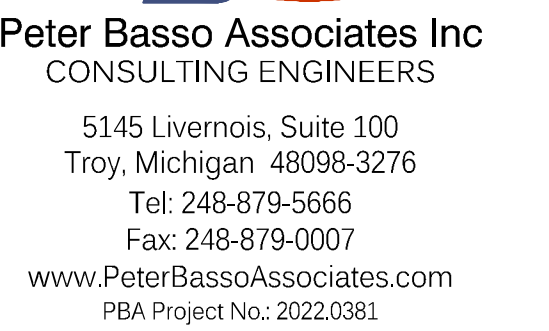 Peter Basso Associates Inc
CONSULTING ENGINEERS
5145 Livernois, Suite 100
Troy, Michigan  48098-3276
Tel: 248-879-5666
Fax: 248-879-0007
www.PeterBassoAssociates.com
PBA Project No.: 2022.0381